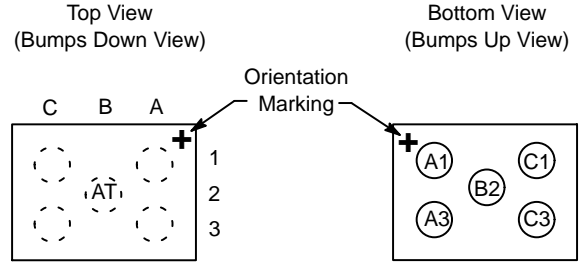 Top View
(Bumps Down View)
Bottom View
(Bumps Up View)
Orientation
Marking
C B A
1
AT 2
3
A1 C1
B2
A3 C3